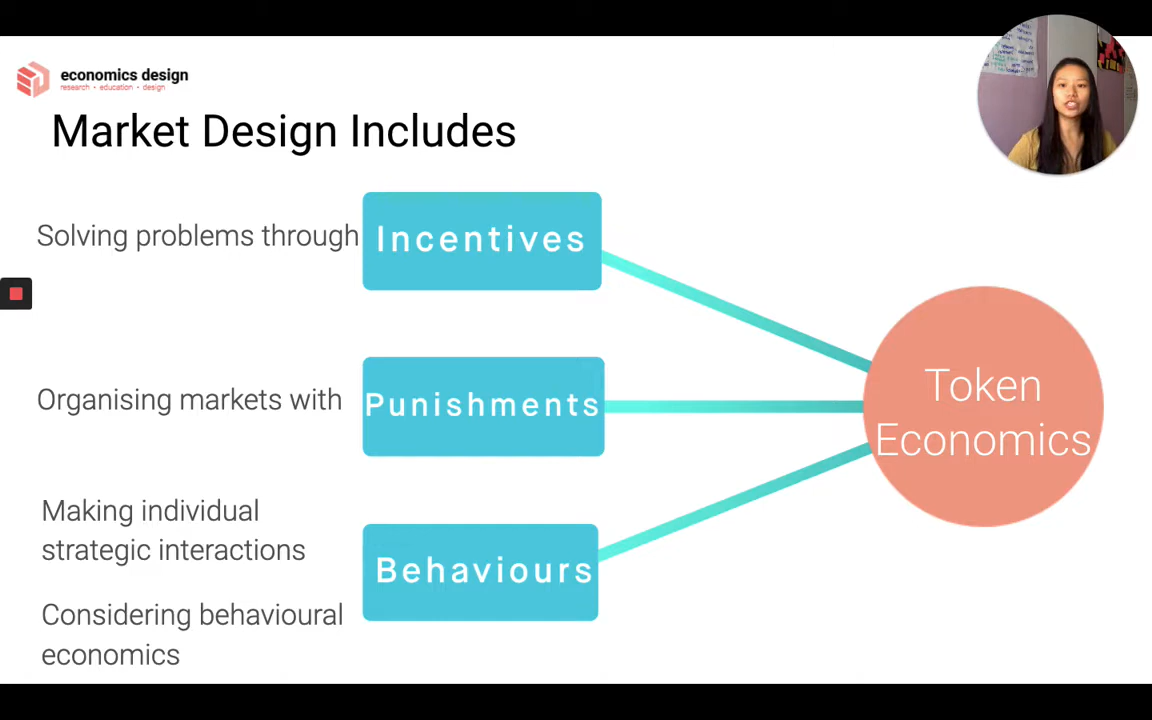 economics design
research • education • design
Market Design Includes
Solving problems through
Incentives
Organising markets with
Punishments
Making individual
strategic interactions
Behaviours
Considering behavioural
economics
Token
Economics